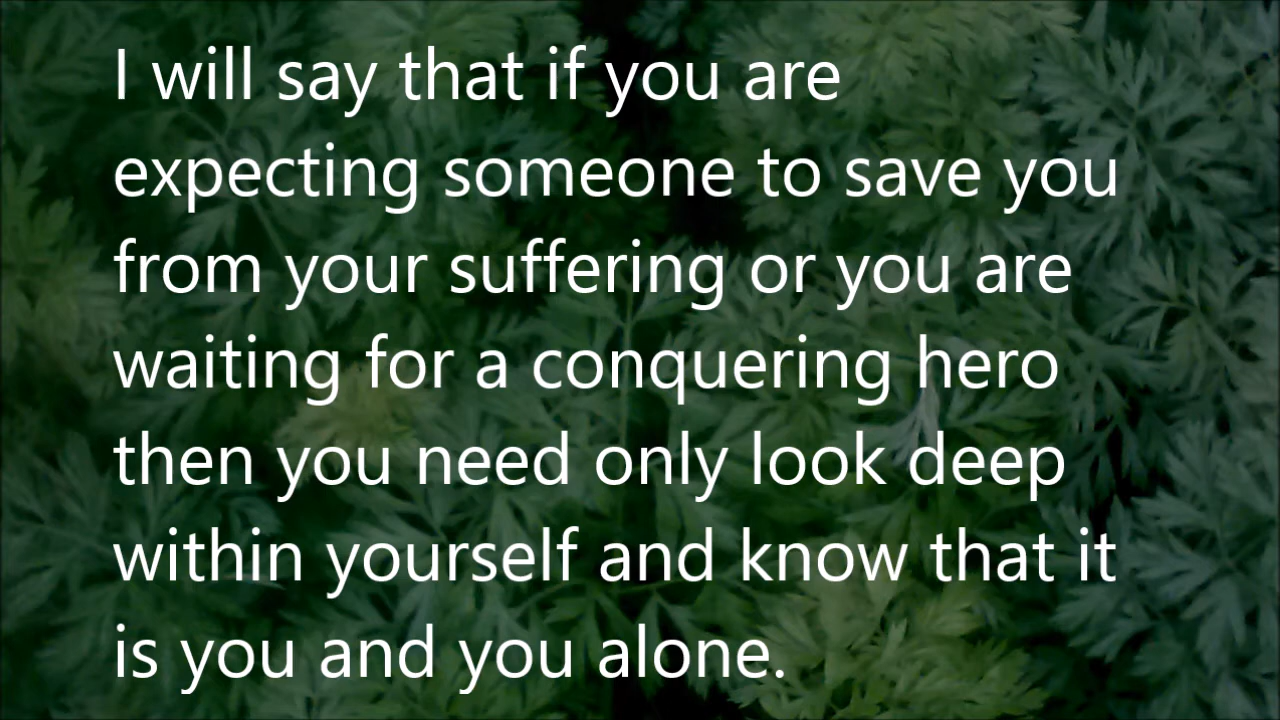 I will say that if you are
expecting someone to save you
from your suffering or you are
waiting for a conquering hero
then you need only look deep
within yourself and know that it
is you and you alone.